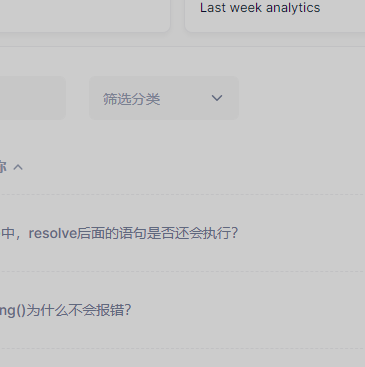 Last week analytics
筛选分类
中，resolve后面的语句是否还会执行？
ng()为什么不会报错？